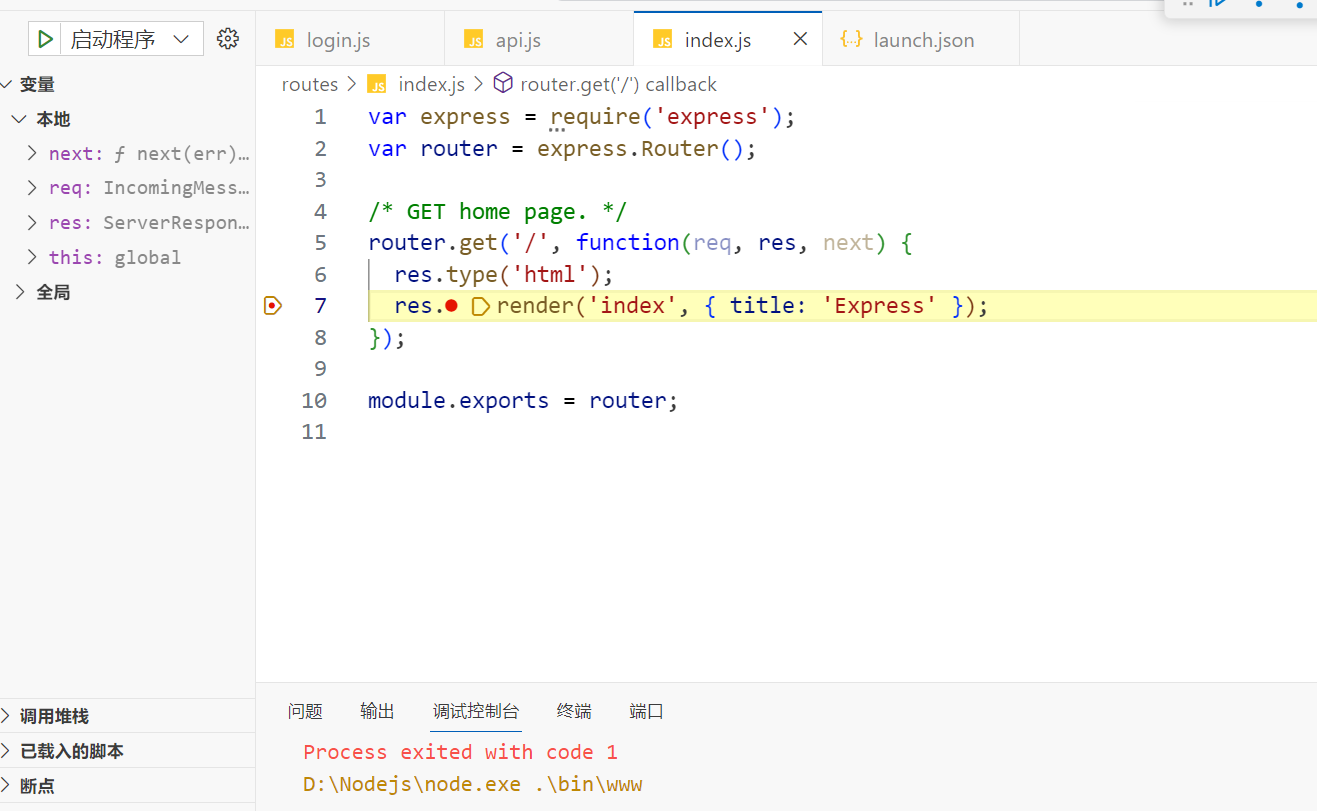 启动程序
login.js
api.js
index.js
launch.json
变量
本地
next: ƒ next(err)…
req: IncomingMess…
res: ServerRespon…
this: global
全局
routes > index.js > router.get('/') callback
1 var express = require('express');
2 var router = express.Router();
3
4 /* GET home page. */
5 router.get('/', function(req, res, next) {
6 res.type('html');
7 res.render('index', { title: 'Express' });
8 });
9
10 module.exports = router;
11
调用堆栈
已载入的脚本
断点
问题 输出 调试控制台 终端 端口
Process exited with code 1
D:\Nodejs\node.exe .\bin\www